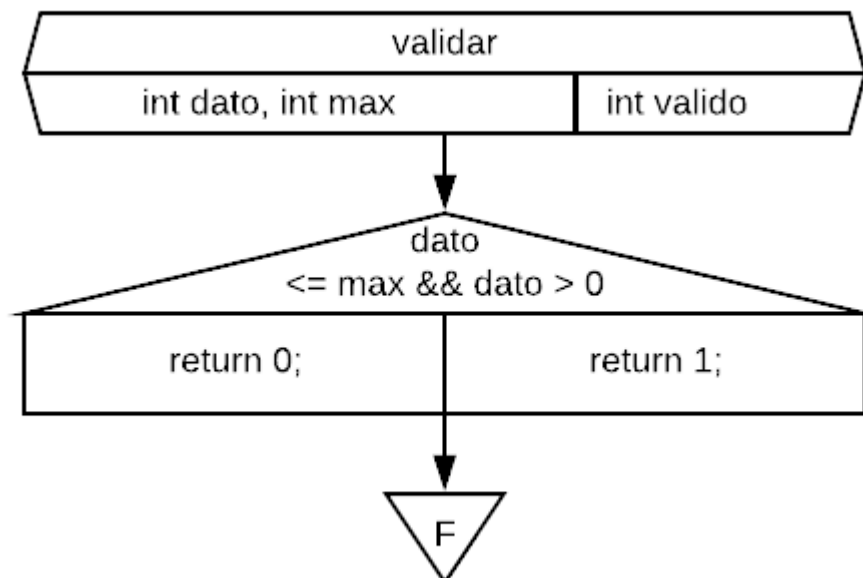 validar
int dato, int max
int valido
dato
<= max && dato > 0
return 0;
return 1;
F